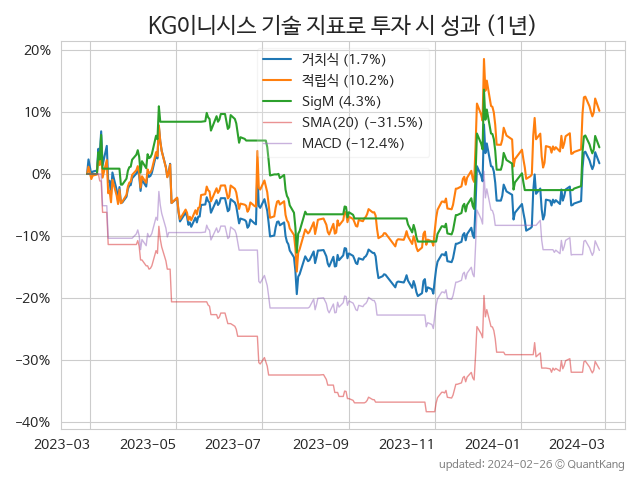 KG이니시스 기술 지표로 투자 시 성과 (1년)
거치식 (1.7%)
적립식 (10.2%)
SigM (4.3%)
SMA(20) (−31.5%)
MACD (−12.4%)
20%
10%
0%
−10%
−20%
−30%
−40%
2023−03
2023−05
2023−07
2023−09
2023−11
2024−01
2024−03
updated: 2024−02−26 ⓒ QuantKang